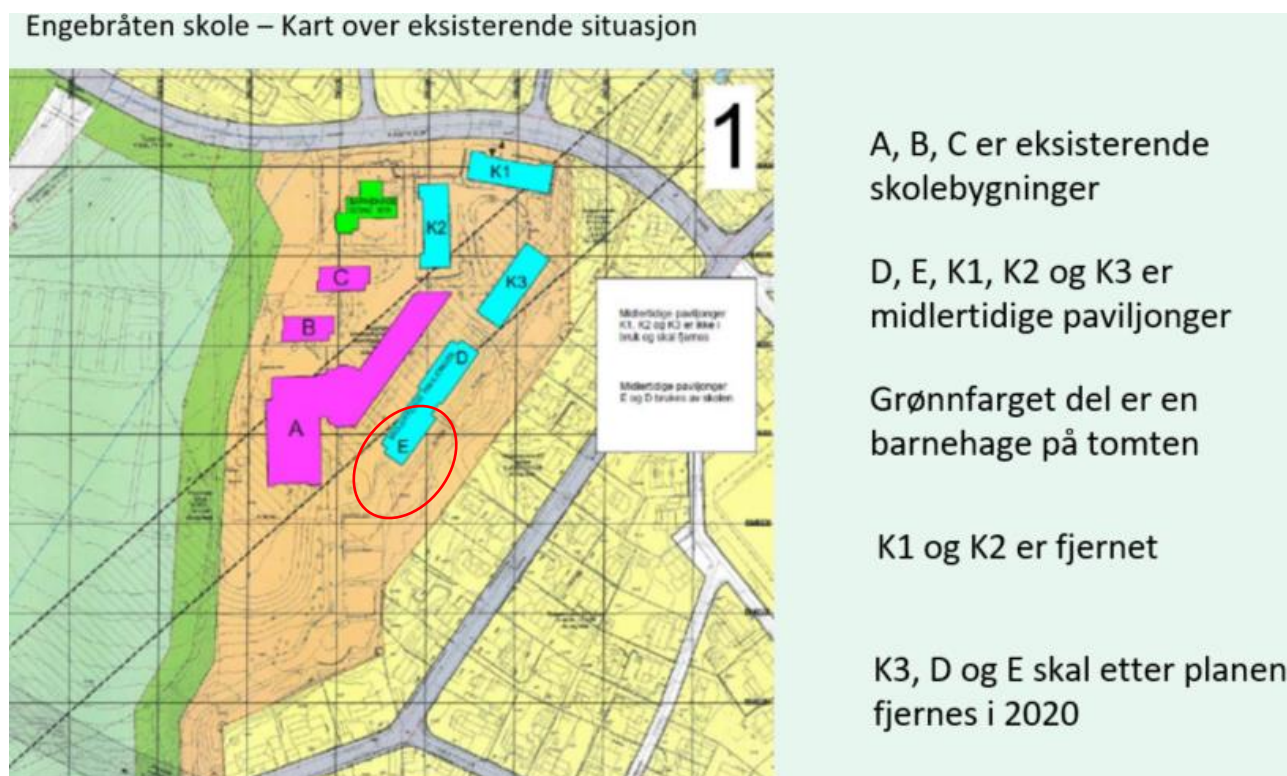 Engebråten skole – Kart over eksisterende situasjon
1
K1
K2
K3
C
B
D
A
E
Midlertidige paviljonger
K1, K2 og K3 er ikke i
bruk og skal fjernes
Midlertidige paviljonger
E og D brukes av skolen
A, B, C er eksisterende
skolebygninger
D, E, K1, K2 og K3 er
midlertidige paviljonger
Grønnfarget del er en
barnehage på tomten
K1 og K2 er fjernet
K3, D og E skal etter planen
fjernes i 2020